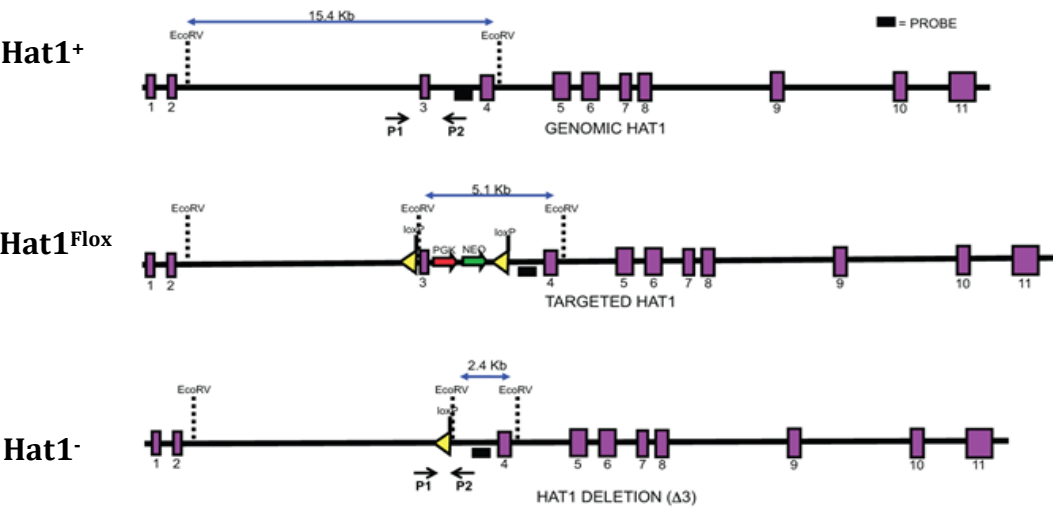 15.4 Kb
= PROBE
EcoRV EcoRV
Hat1+
1 2 3 4 5 6 7 8 9 10 11
P1 P2
GENOMIC HAT1
5.1 Kb
EcoRV EcoRV EcoRV
Hat1Flox
loxP loxP
PGK NEO
1 2 3 4 5 6 7 8 9 10 11
TARGETED HAT1
2.4 Kb
EcoRV EcoRV EcoRV
loxP
Hat1-
1 2 4 5 6 7 8 9 10 11
P1 P2
HAT1 DELETION (Δ3)